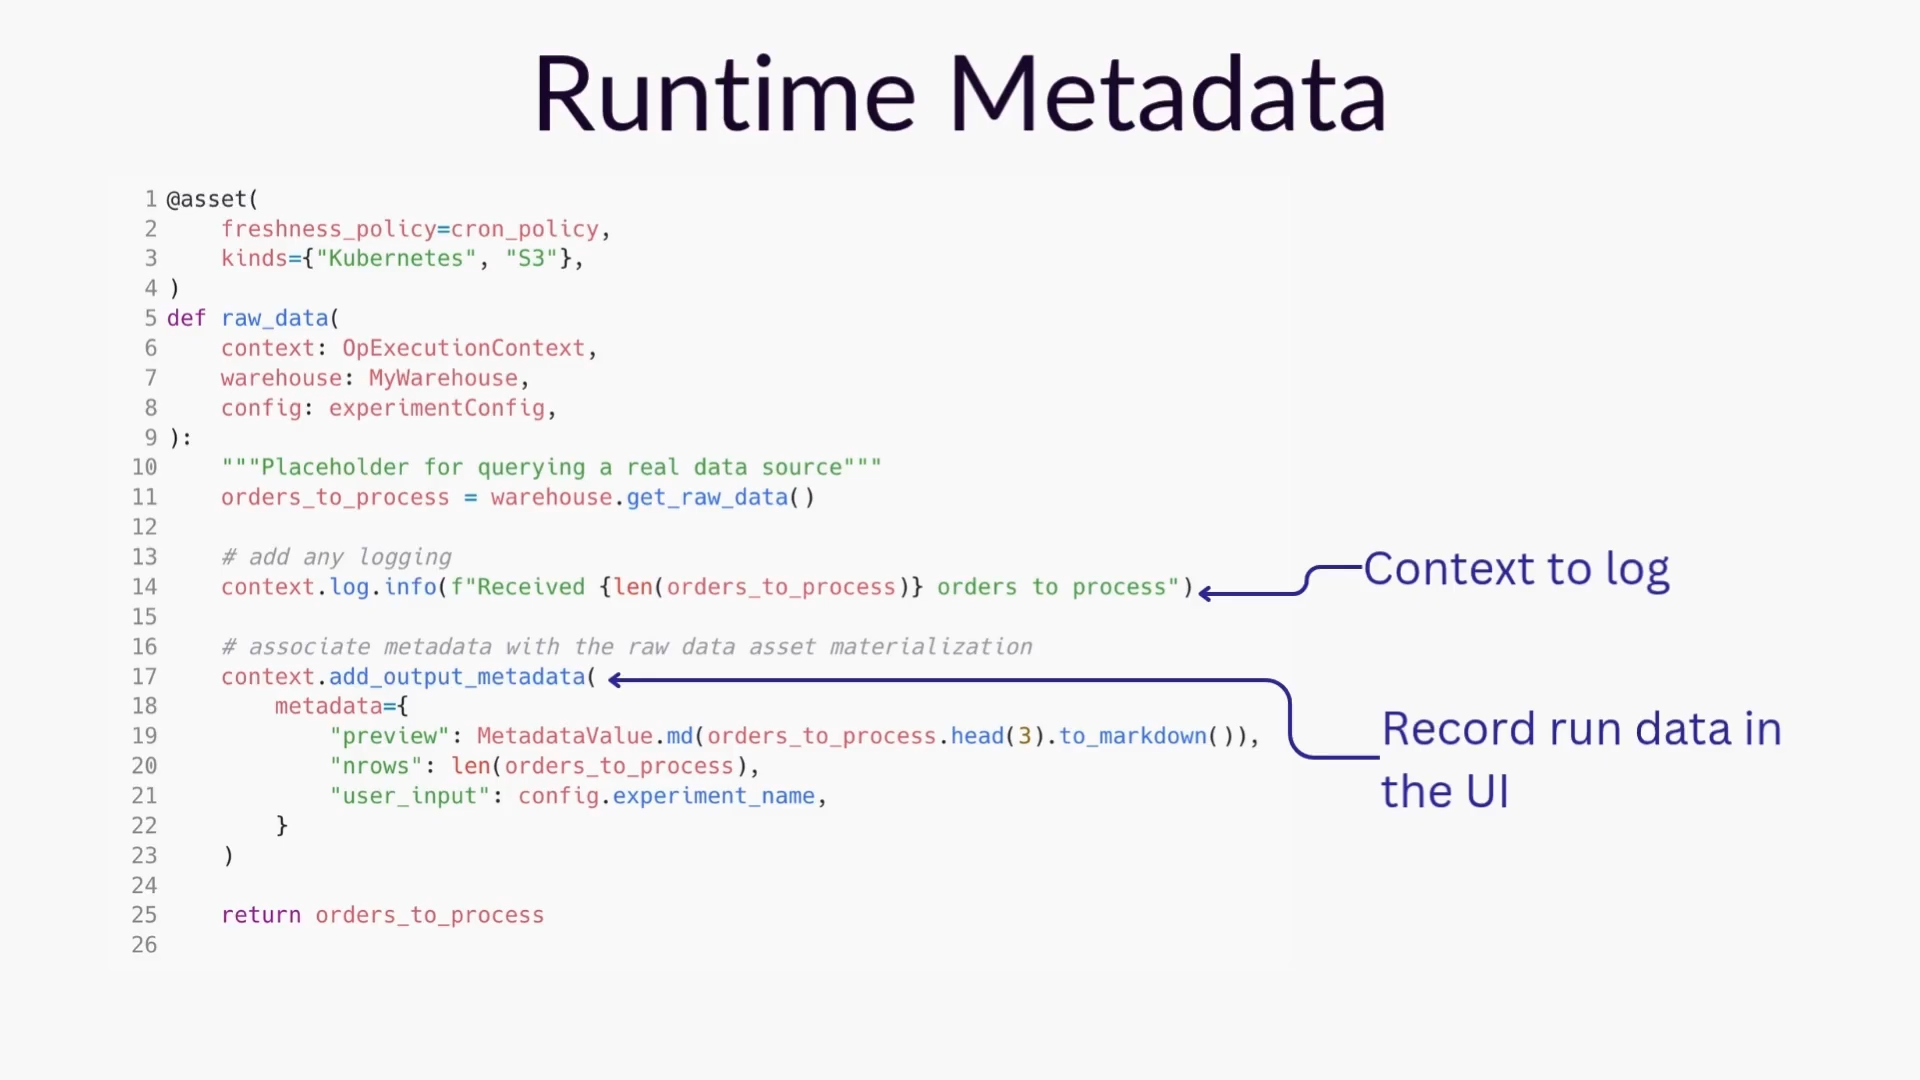 Runtime Metadata
1 @asset(
2     freshness_policy=cron_policy,
3     kinds={"Kubernetes", "S3"},
4 )
5 def raw_data(
6     context: OpExecutionContext,
7     warehouse: MyWarehouse,
8     config: experimentConfig,
9 ):
10     """Placeholder for querying a real data source"""
11     orders_to_process = warehouse.get_raw_data()
12
13     # add any logging
14     context.log.info(f"Received {len(orders_to_process)} orders to process")
Context to log
15
16     # associate metadata with the raw data asset materialization
17     context.add_output_metadata(
18         metadata={
19             "preview": MetadataValue.md(orders_to_process.head(3).to_markdown()),
20             "nrows": len(orders_to_process),
21             "user_input": config.experiment_name,
22         }
23     )
24
25     return orders_to_process
26
Record run data in
the UI